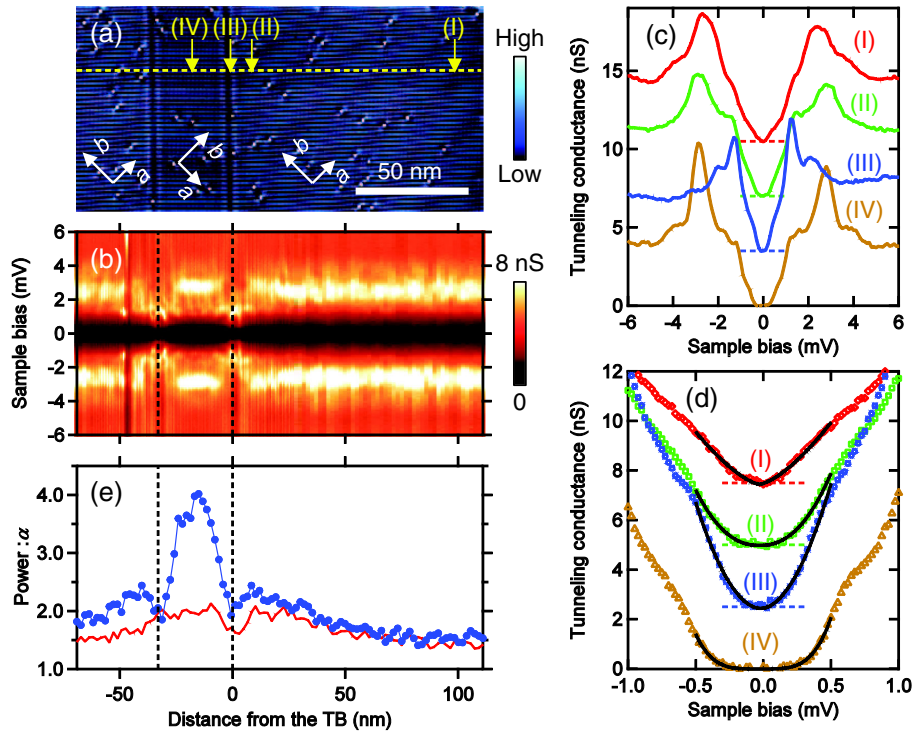 (a)
(IV) (III) (II) (I)
b
a
b
a
b
a
50 nm
High
Low
(b)
6
4
2
0
-2
-4
-6
Sample bias (mV)
8 nS
0
(e)
4.0
3.0
2.0
1.0
Power : α
-50 0 50 100
Distance from the TB (nm)
(c)
(I)
(II)
(III)
(IV)
15
10
5
0
Tunneling conductance (nS)
-6 -4 -2 0 2 4 6
Sample bias (mV)
(d)
(I)
(II)
(III)
(IV)
12
10
8
6
4
2
0
Tunneling conductance (nS)
-1.0 -0.5 0.0 0.5 1.0
Sample bias (mV)